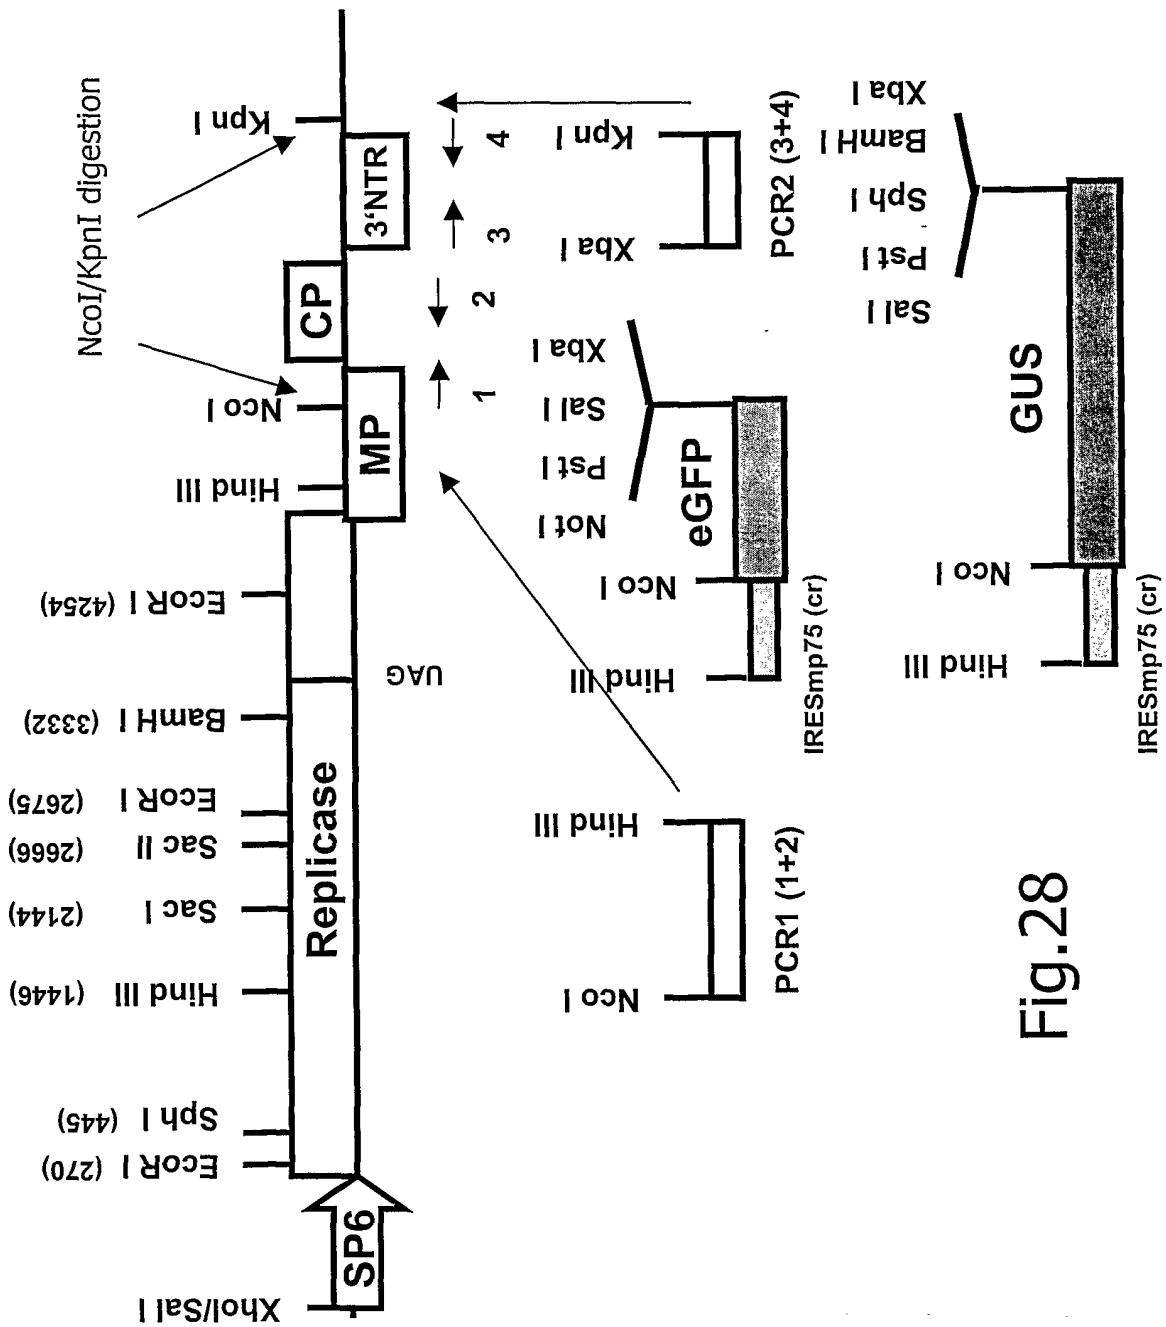 NcoI/KpnI digestion
XhoI/Sal I
EcoR I (270)
Sph I (445)
Hind III (1446)
Sac I (2144)
Sac II (2666)
EcoR I (2675)
BamH I (3332)
EcoR I (4254)
Hind III
Nco I
Kpn I
SP6
Replicase
MP
CP
3'NTR
UAG
1
2
3
4
Nco I
Hind III
PCR1 (1+2)
Hind III
Nco I
Not I
Pst I
Sal I
Xba I
eGFP
IRESmp75 (cr)
Xba I
Kpn I
PCR2 (3+4)
Hind III
Nco I
Sal I
Pst I
Sph I
BamH I
Xba I
GUS
IRESmp75 (cr)
Fig.28